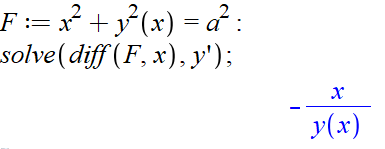 F := x² + y²(x) = a² :
solve(diff(F, x), y');
- x / y(x)